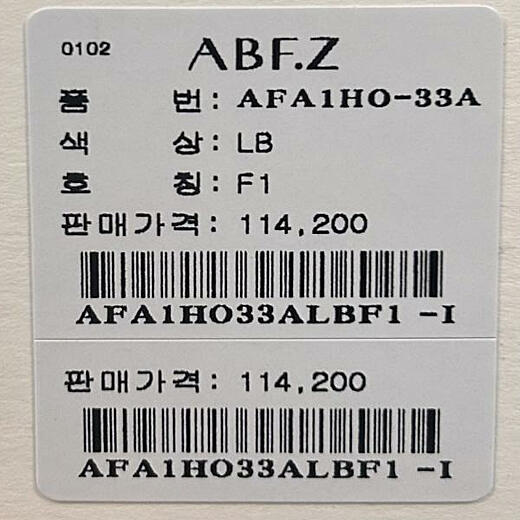 0102 ABF.Z
품 번: AFA1HO-33A
색 상: LB
호 칭: F1
판매가격: 114,200
AFA1HO33ALBF1 -I
판매가격: 114,200
AFA1HO33ALBF1 -I